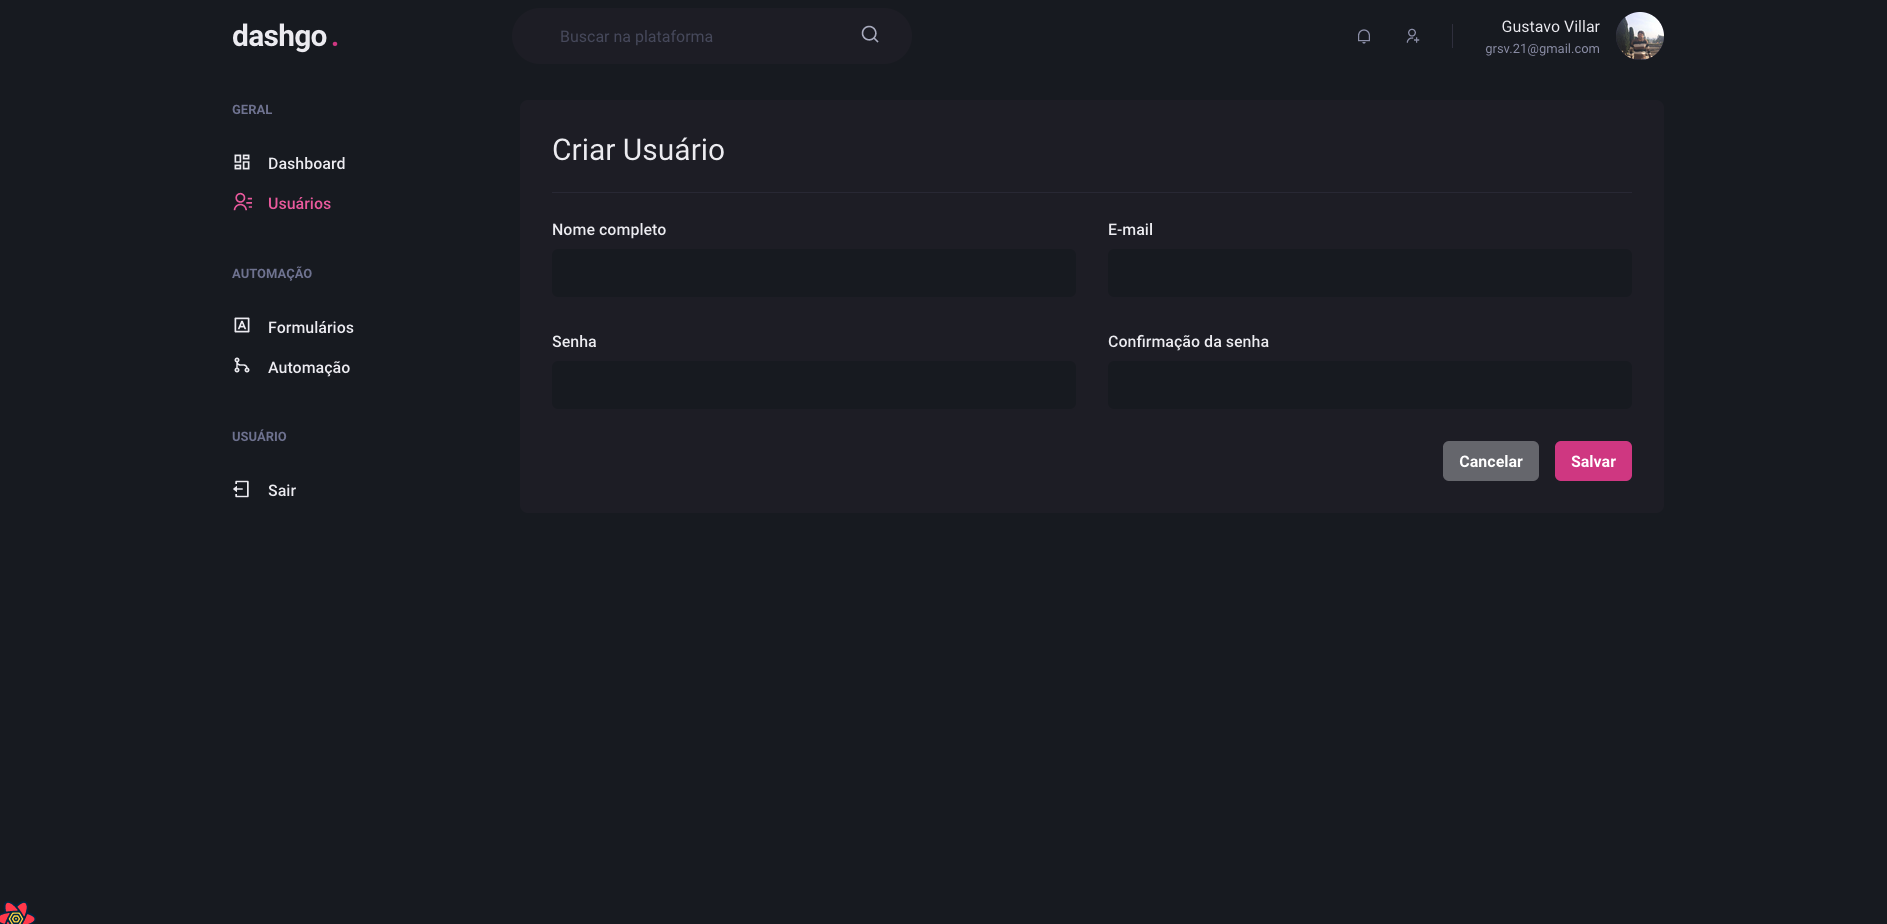 dashgo.
Buscar na plataforma
Gustavo Villar
grsv.21@gmail.com
GERAL
Dashboard
Usuários
AUTOMAÇÃO
Formulários
Automação
USUÁRIO
Sair
Criar Usuário
Nome completo
E-mail
Senha
Confirmação da senha
Cancelar
Salvar